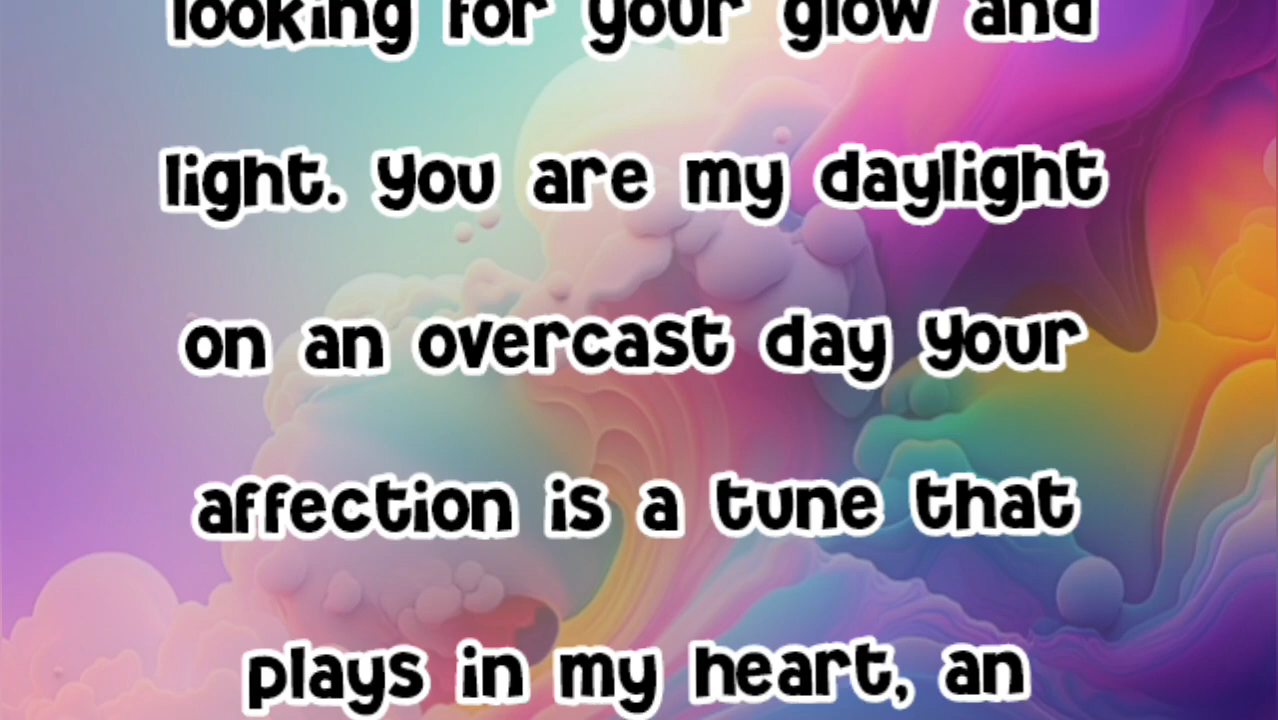 looking for your glow and
light. You are my daylight
on an overcast day your
affection is a tune that
plays in my heart, an